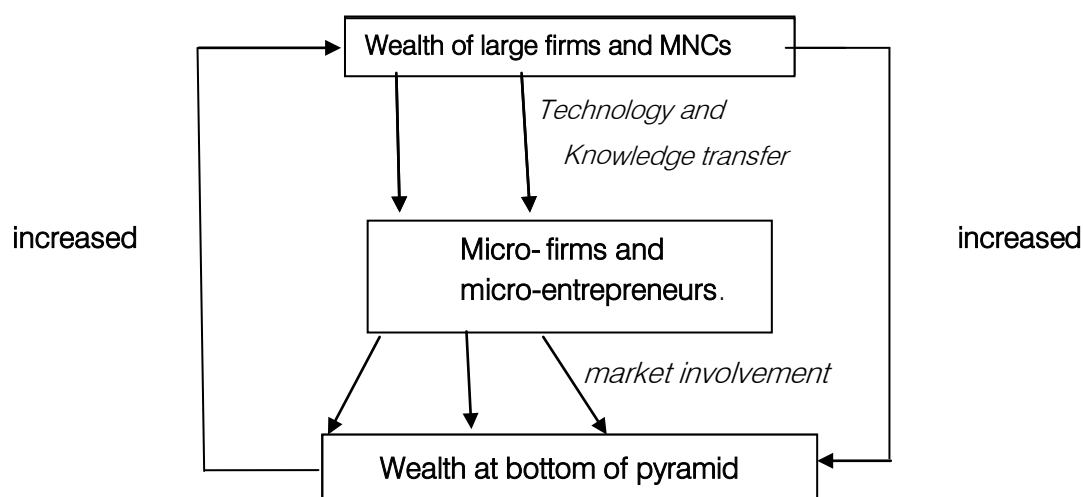 Wealth of large firms and MNCs
Technology and
Knowledge transfer
increased
increased
Micro- firms and
micro-entrepreneurs.
market involvement
Wealth at bottom of pyramid